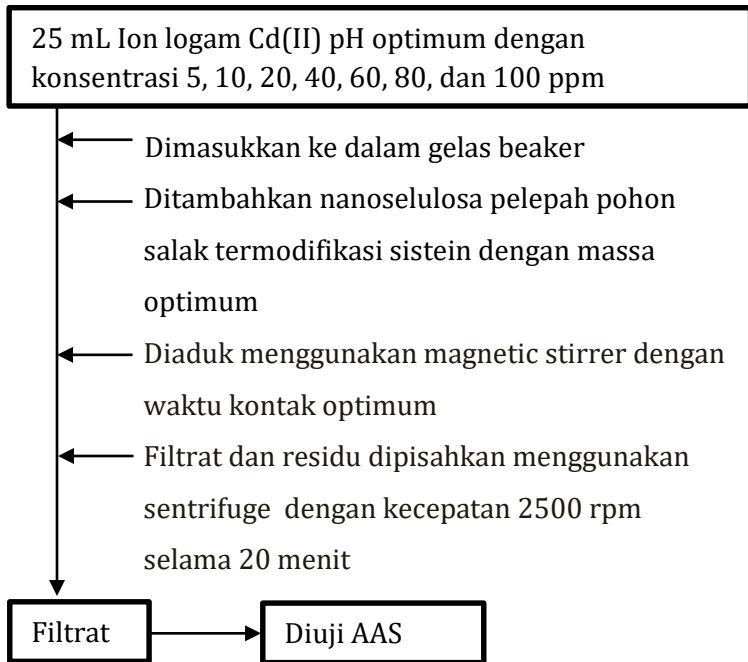 25 mL Ion logam Cd(II) pH optimum dengan
konsentrasi 5, 10, 20, 40, 60, 80, dan 100 ppm
Dimasukkan ke dalam gelas beaker
Ditambahkan nanoselulosa pelepah pohon
salak termodifikasi sistein dengan massa
optimum
Diaduk menggunakan magnetic stirrer dengan
waktu kontak optimum
Filtrat dan residu dipisahkan menggunakan
sentrifuge dengan kecepatan 2500 rpm
selama 20 menit
Filtrat
Diuji AAS